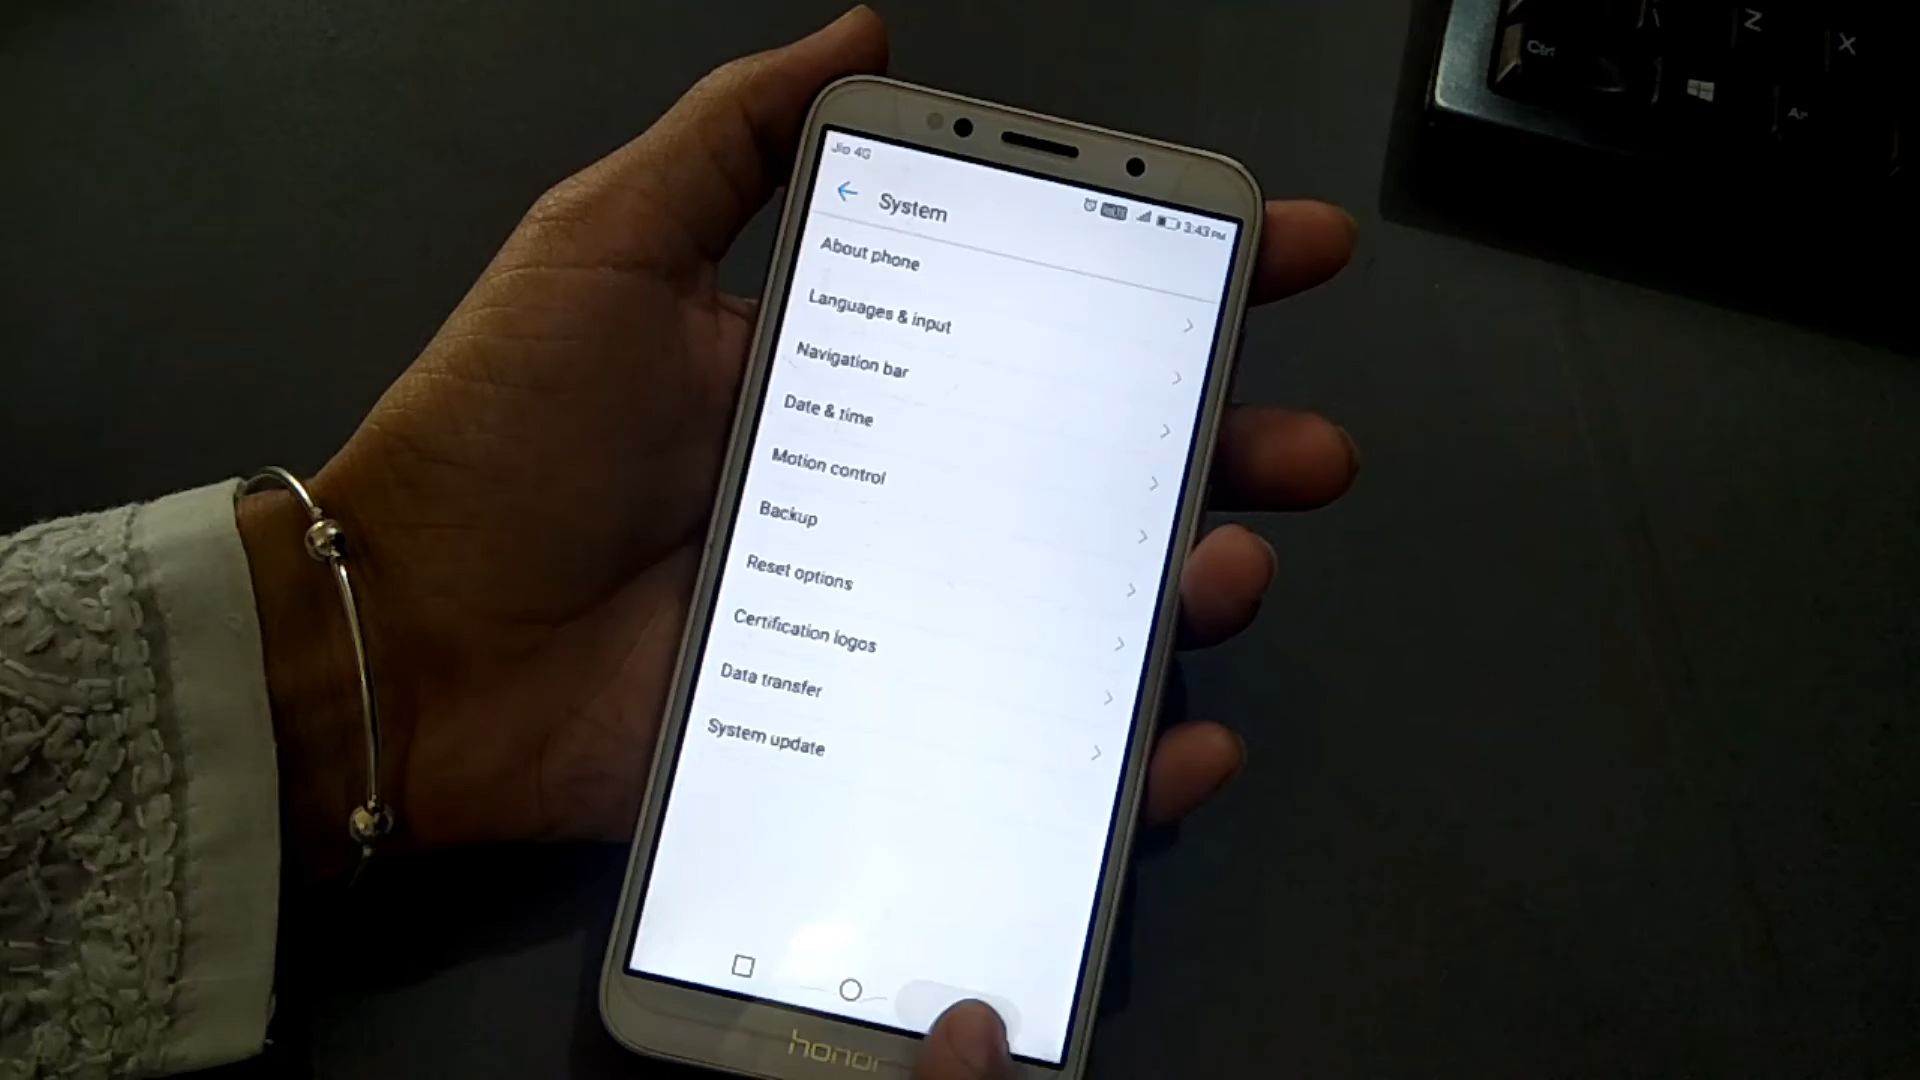 Jio 4G
VoLTE 3:43 PM
System
About phone
Languages & input
Navigation bar
Date & time
Motion control
Backup
Reset options
Certification logos
Data transfer
System update
honor
Ctrl
Z
X